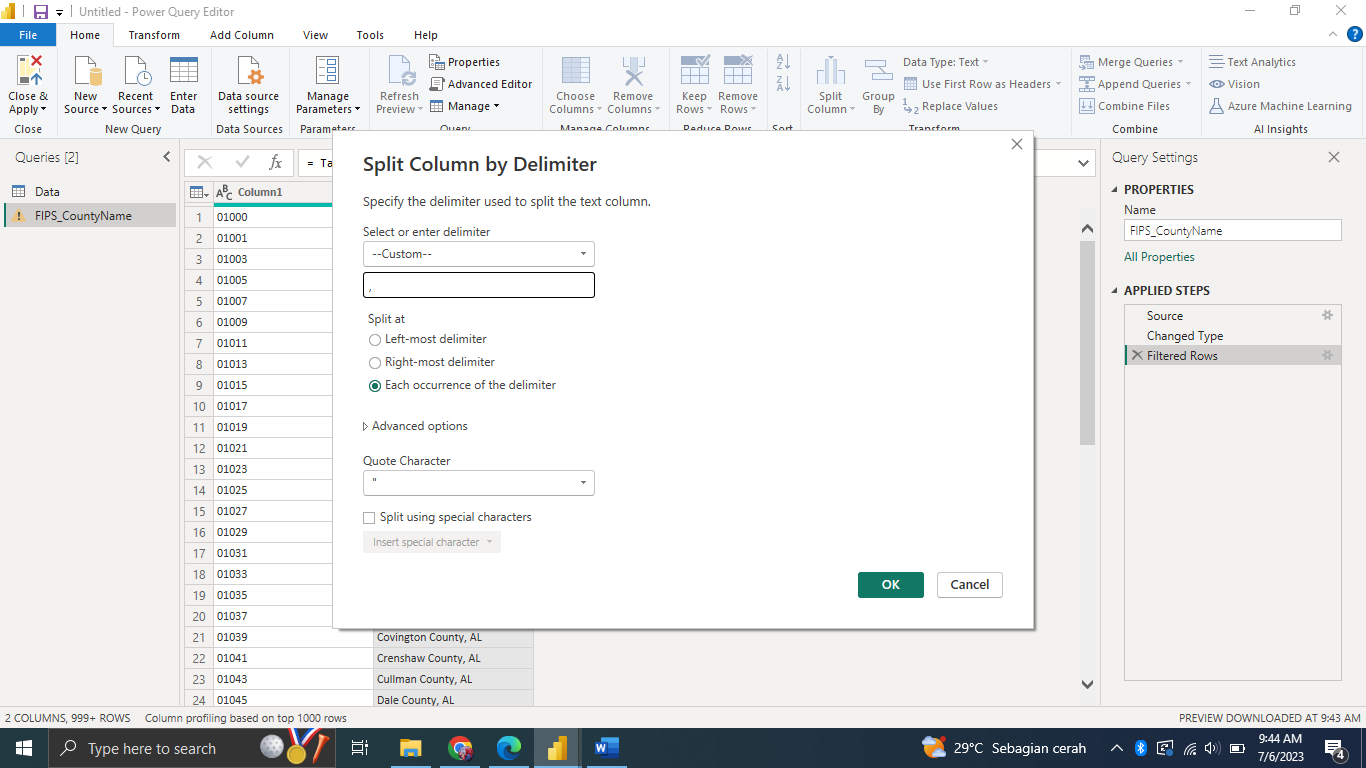 Untitled - Power Query Editor
File Home Transform Add Column View Tools Help
Close & Apply New Source Recent Sources Enter Data Data source settings Manage Parameters Refresh Preview Properties Advanced Editor Manage Choose Columns Remove Columns Keep Rows Remove Rows Split Column Group By Data Type: Text Use First Row as Headers Replace Values Merge Queries Append Queries Combine Files Text Analytics Vision Azure Machine Learning
Close New Query Data Sources Parameters Query Manage Columns Reduce Rows Sort Transform Combine AI Insights
Queries [2]
Data
FIPS_CountyName
fx = Ta
ABC Column1
1 01000
2 01001
3 01003
4 01005
5 01007
6 01009
7 01011
8 01013
9 01015
10 01017
11 01019
12 01021
13 01023
14 01025
15 01027
16 01029
17 01031
18 01033
19 01035
20 01037
21 01039 Covington County, AL
22 01041 Crenshaw County, AL
23 01043 Cullman County, AL
24 01045 Dale County, AL
Split Column by Delimiter
Specify the delimiter used to split the text column.
Select or enter delimiter
--Custom--
,
Split at
Left-most delimiter
Right-most delimiter
Each occurrence of the delimiter
Advanced options
Quote Character
"
Split using special characters
Insert special character
OK Cancel
Query Settings
PROPERTIES
Name
FIPS_CountyName
All Properties
APPLIED STEPS
Source
Changed Type
Filtered Rows
2 COLUMNS, 999+ ROWS Column profiling based on top 1000 rows PREVIEW DOWNLOADED AT 9:43 AM
Type here to search 29°C Sebagian cerah 9:44 AM
7/6/2023 4